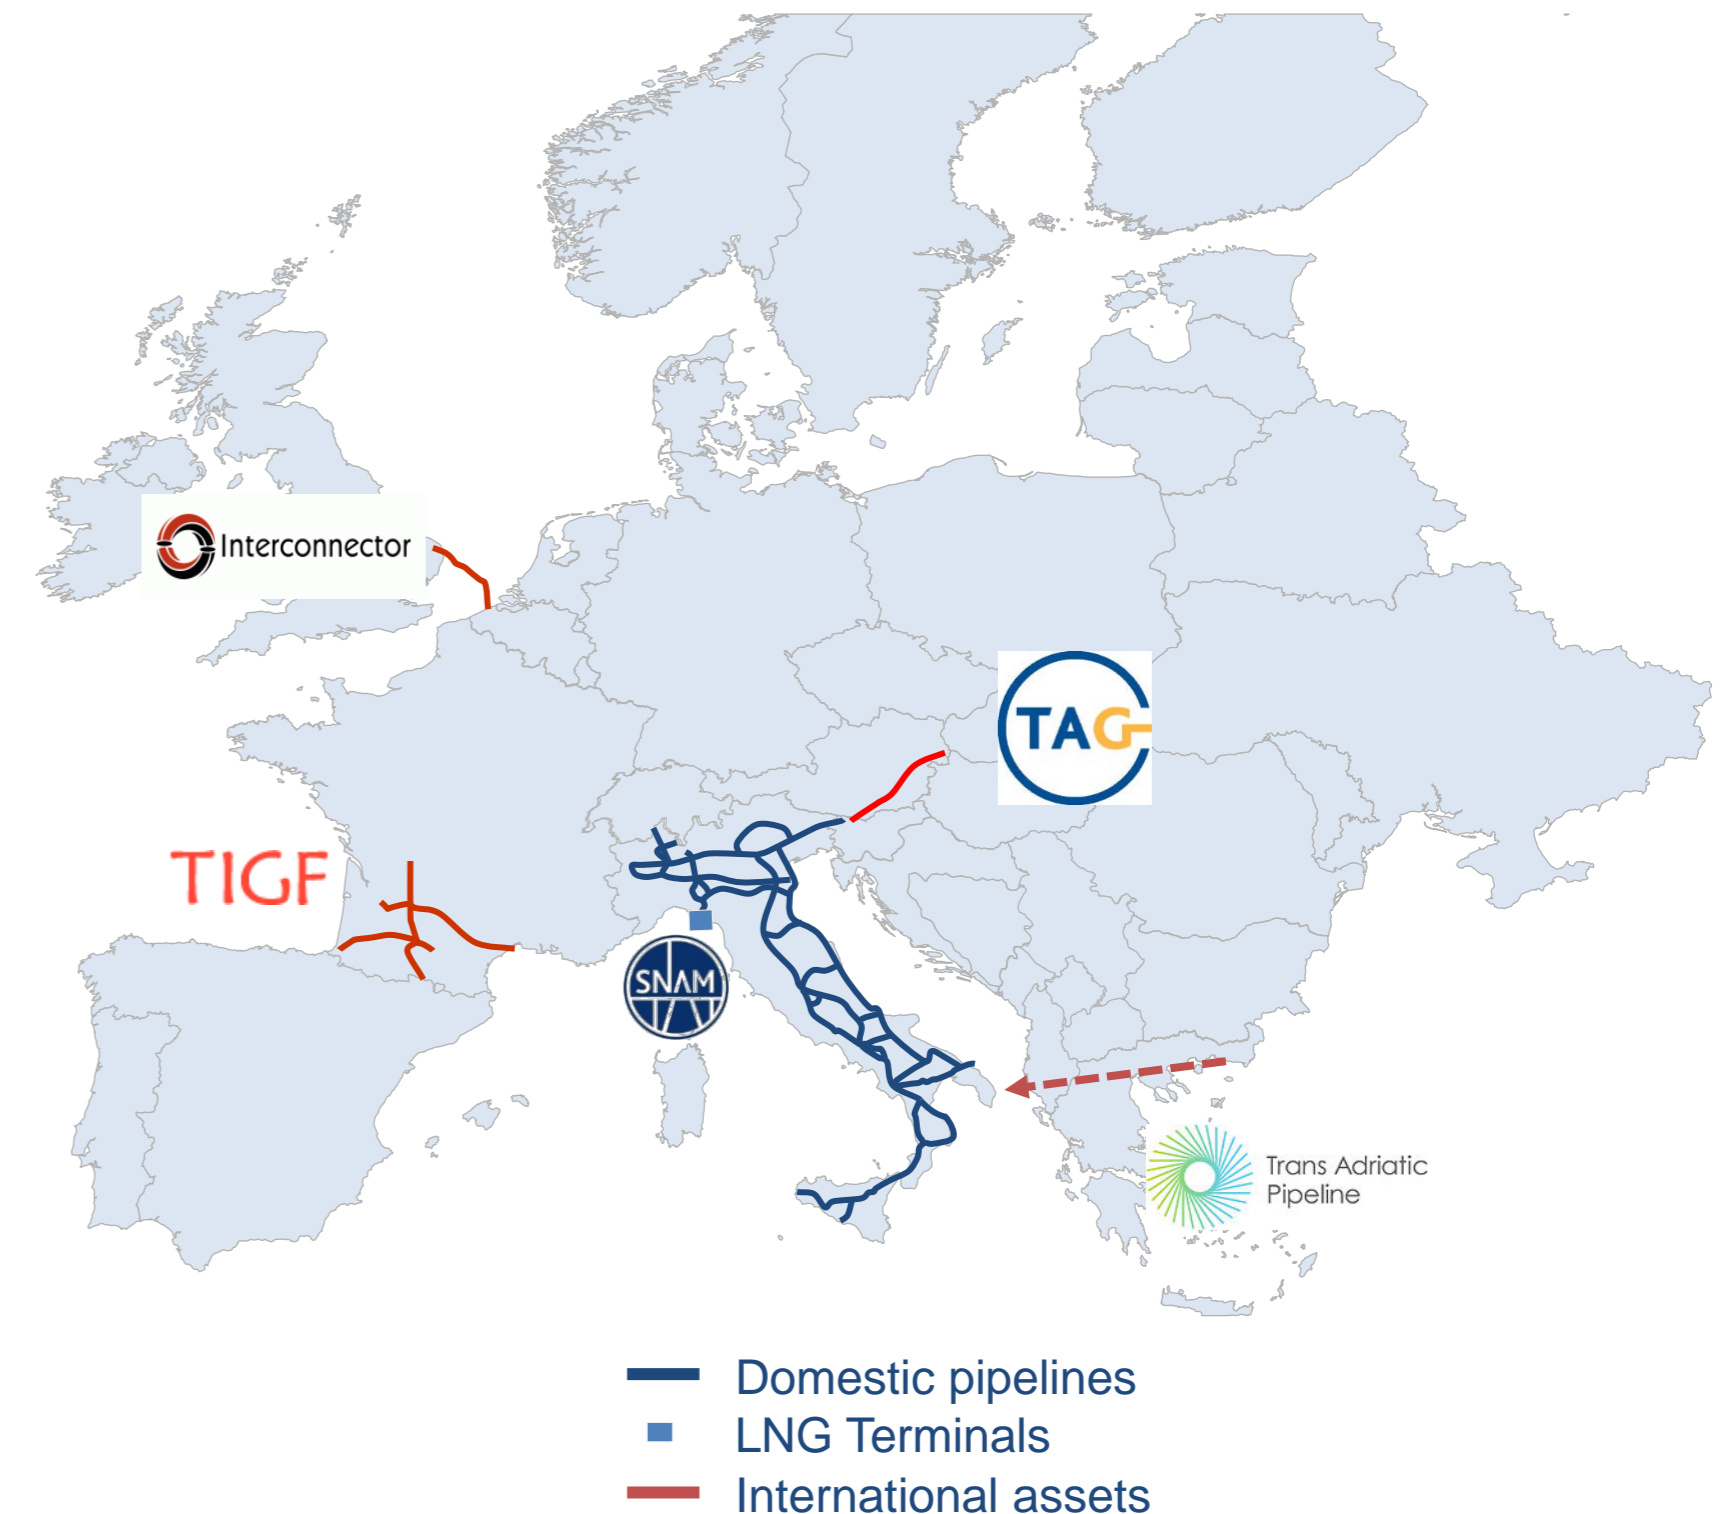 Interconnector
TAG
TIGF
SNAM
Trans Adriatic
Pipeline
Domestic pipelines
LNG Terminals
International assets